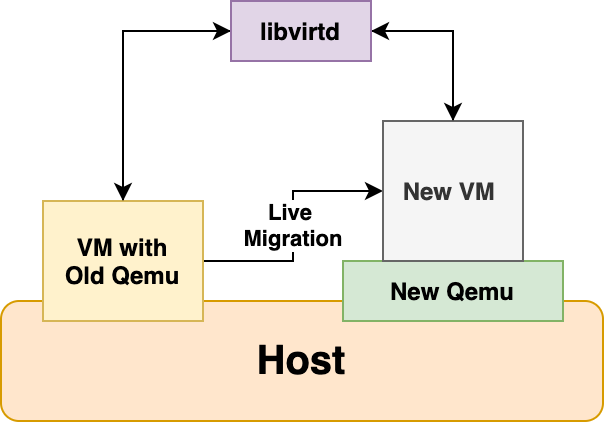 libvirtd
New VM
VM with
Old Qemu
Live
Migration
New Qemu
Host